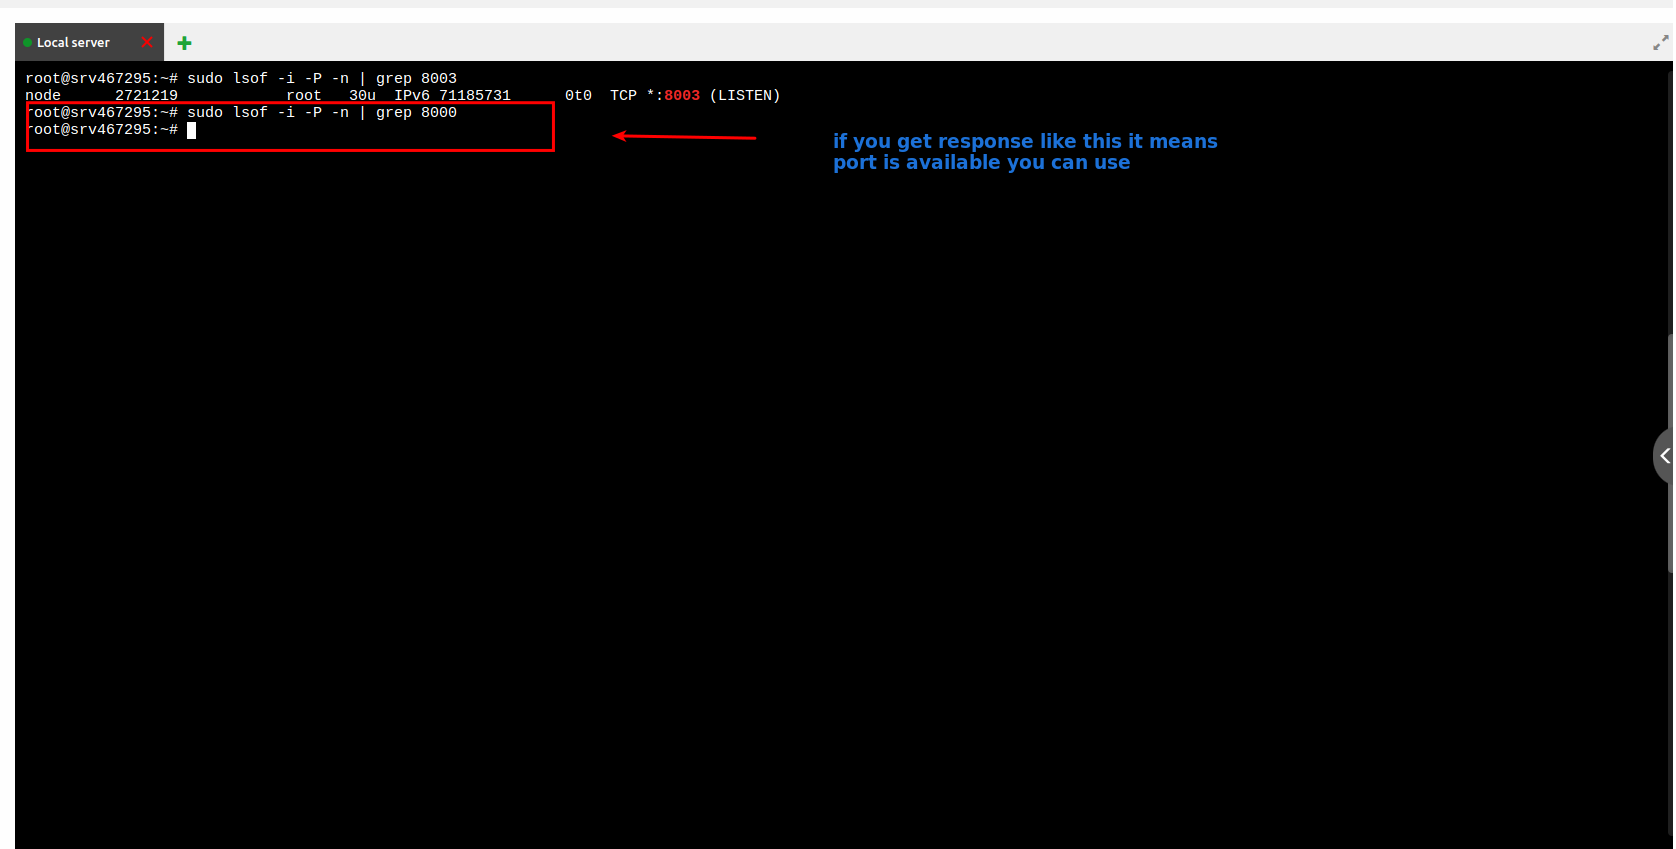 Local server
root@srv467295:~# sudo lsof -i -P -n | grep 8003
node      2721219            root   30u  IPv6 71185731      0t0  TCP *:8003 (LISTEN)
root@srv467295:~# sudo lsof -i -P -n | grep 8000
root@srv467295:~#
if you get response like this it means
port is available you can use